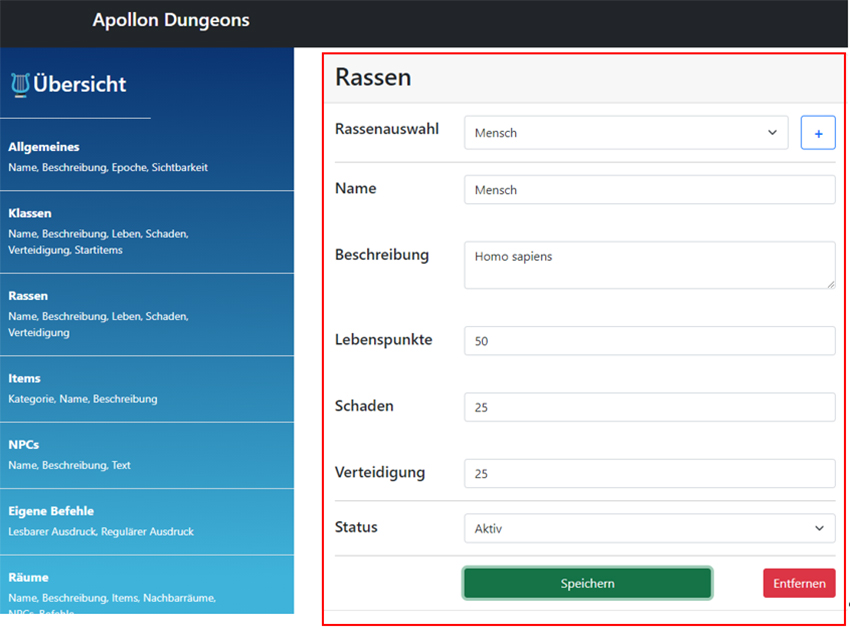 Apollon Dungeons
Übersicht
Allgemeines
Name, Beschreibung, Epoche, Sichtbarkeit
Klassen
Name, Beschreibung, Leben, Schaden,
Verteidigung, Startitems
Rassen
Name, Beschreibung, Leben, Schaden,
Verteidigung
Items
Kategorie, Name, Beschreibung
NPCs
Name, Beschreibung, Text
Eigene Befehle
Lesbarer Ausdruck, Regulärer Ausdruck
Räume
Name, Beschreibung, Items, Nachbarräume,
NPCs, Befehle
Rassen
Rassenauswahl Mensch +
Name Mensch
Beschreibung Homo sapiens
Lebenspunkte 50
Schaden 25
Verteidigung 25
Status Aktiv
Speichern Entfernen